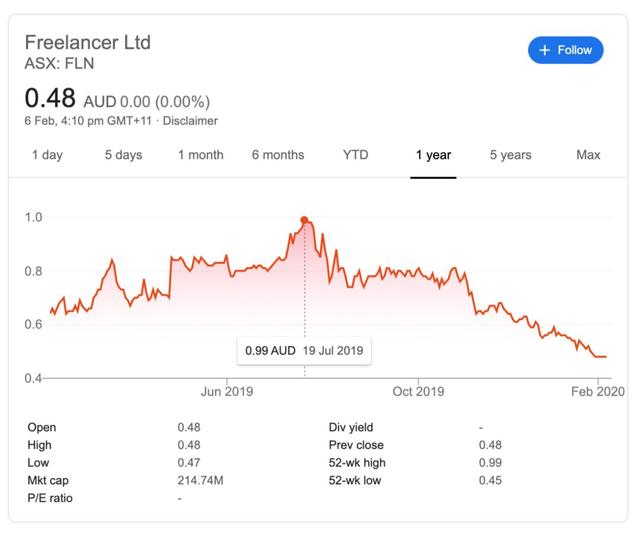 Freelancer Ltd
ASX: FLN
+ Follow
0.48 AUD 0.00 (0.00%)
6 Feb, 4:10 pm GMT+11 · Disclaimer
1 day 5 days 1 month 6 months YTD 1 year 5 years Max
1.0
0.8
0.6
0.4
0.99 AUD 19 Jul 2019
Jun 2019 Oct 2019 Feb 2020
Open 0.48 Div yield -
High 0.48 Prev close 0.48
Low 0.47 52-wk high 0.99
Mkt cap 214.74M 52-wk low 0.45
P/E ratio -